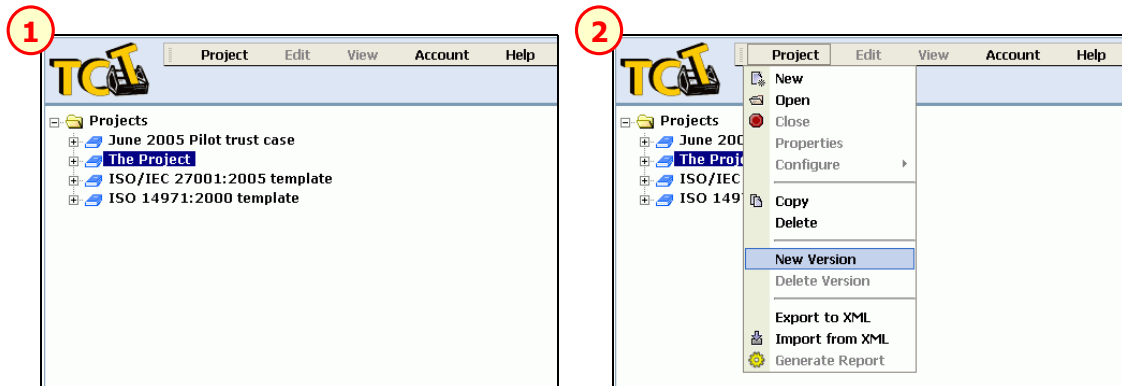 1
TCT
Project Edit View Account Help
Projects
June 2005 Pilot trust case
The Project
ISO/IEC 27001:2005 template
ISO 14971:2000 template
2
TCT
Project Edit View Account Help
Projects
June 200
The Proje
ISO/IEC
ISO 149
New
Open
Close
Properties
Configure
Copy
Delete
New Version
Delete Version
Export to XML
Import from XML
Generate Report